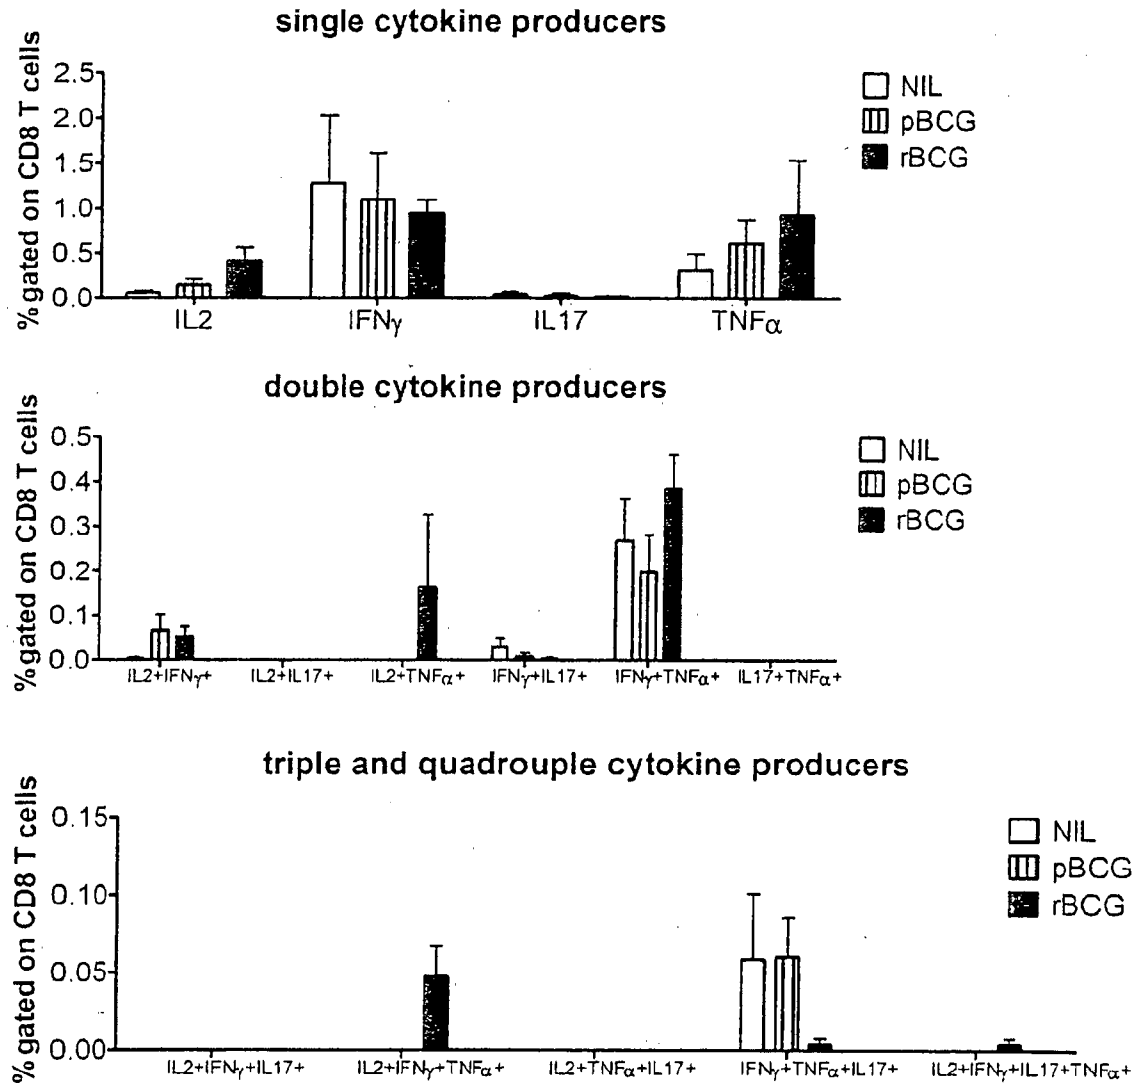 single cytokine producers
%gated on CD8 T cells
2.5
2.0
1.5
1.0
0.5
0.0
IL2 IFNγ IL17 TNFα
NIL
pBCG
rBCG
double cytokine producers
%gated on CD8 T cells
0.5
0.4
0.3
0.2
0.1
0.0
IL2+IFNγ+ IL2+IL17+ IL2+TNFα+ IFNγ+IL17+ IFNγ+TNFα+ IL17+TNFα+
NIL
pBCG
rBCG
triple and quadrouple cytokine producers
%gated on CD8 T cells
0.15
0.10
0.05
0.00
IL2+IFNγ+IL17+ IL2+IFNγ+TNFα+ IL2+TNFα+IL17+ IFNγ+TNFα+IL17+ IL2+IFNγ+IL17+TNFα+
NIL
pBCG
rBCG